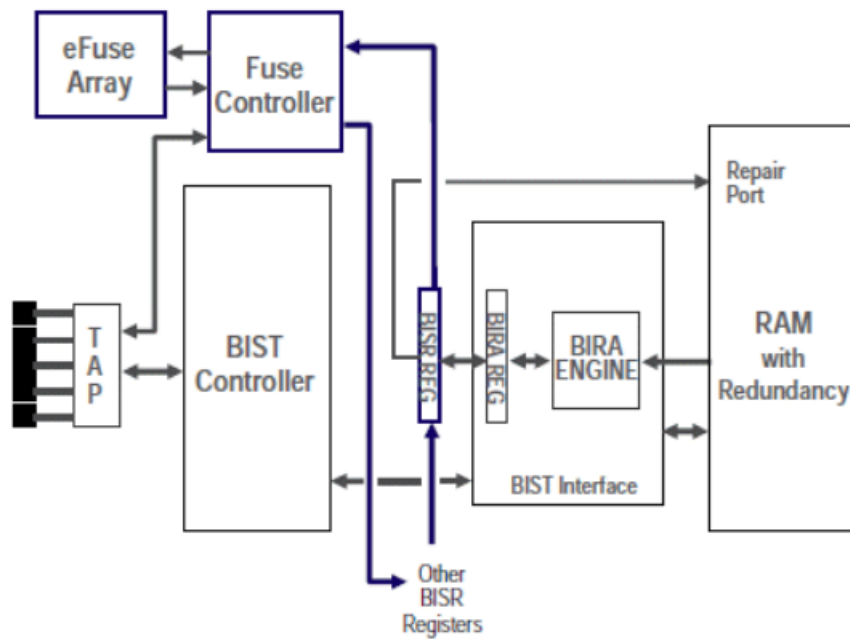 eFuse
Array
Fuse
Controller
Repair
Port
T
A
P
BIST
Controller
BISR REG
BIRA REG
BIRA
ENGINE
RAM
with
Redundancy
BIST Interface
Other
BISR
Registers